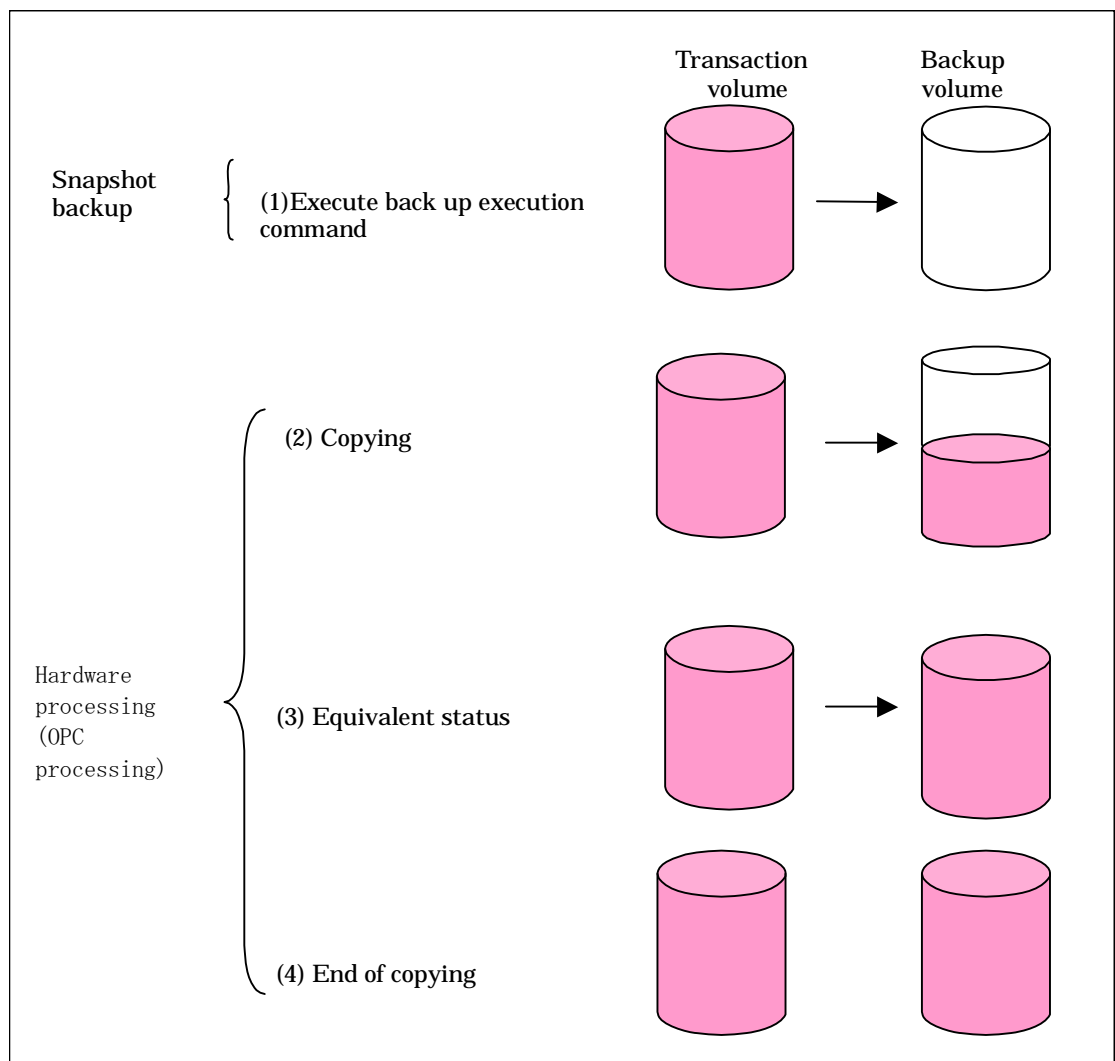 Transaction
volume
Backup
volume
Snapshot
backup
(1)Execute back up execution
command
(2) Copying
Hardware
processing
(OPC
processing)
(3) Equivalent status
(4) End of copying